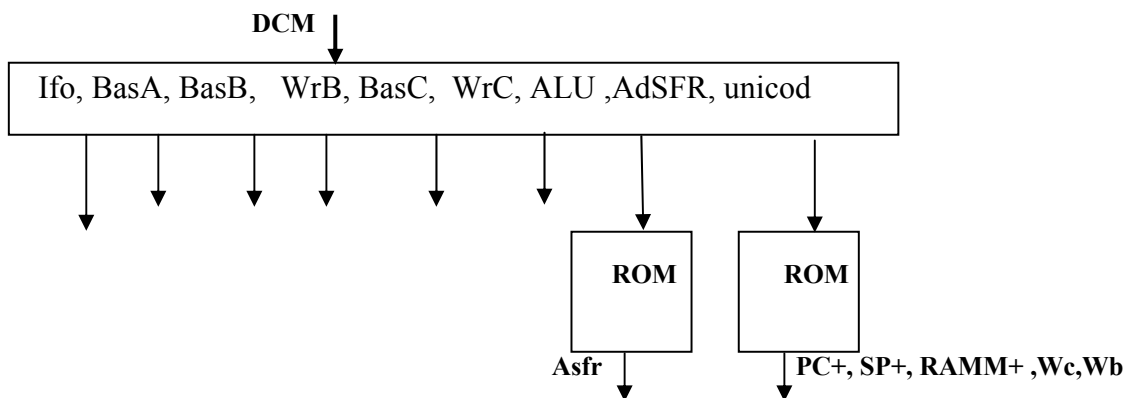 DCM
Ifo, BasA, BasB, WrB, BasC, WrC, ALU ,AdSFR, unicod
ROM
ROM
Asfr
PC+, SP+, RAMM+ ,Wc,Wb